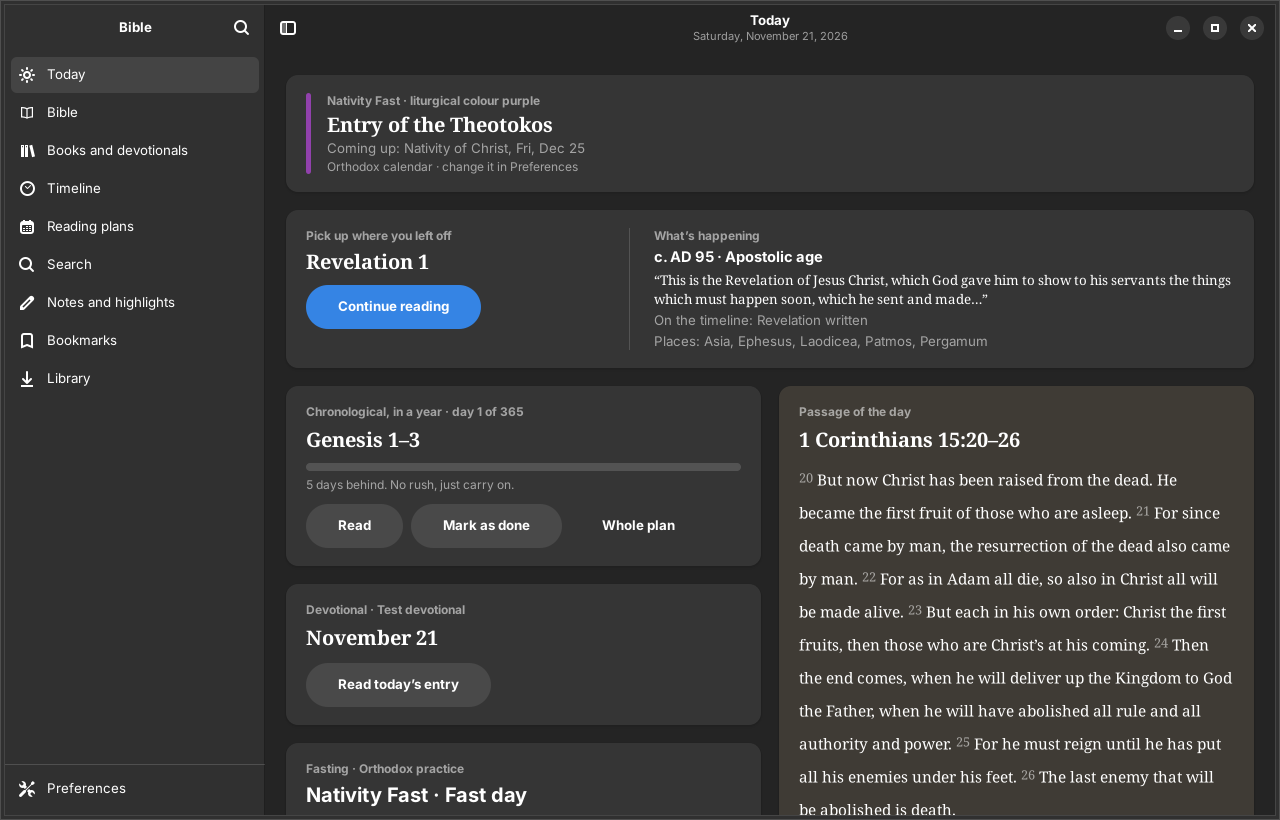 Bible
Today
Bible
Books and devotionals
Timeline
Reading plans
Search
Notes and highlights
Bookmarks
Library
Preferences
Today
Saturday, November 21, 2026
Nativity Fast · liturgical colour purple
Entry of the Theotokos
Coming up: Nativity of Christ, Fri, Dec 25
Orthodox calendar · change it in Preferences
Pick up where you left off
Revelation 1
Continue reading
What’s happening
c. AD 95 · Apostolic age
“This is the Revelation of Jesus Christ, which God gave him to show to his servants the things
which must happen soon, which he sent and made…”
On the timeline: Revelation written
Places: Asia, Ephesus, Laodicea, Patmos, Pergamum
Chronological, in a year · day 1 of 365
Genesis 1–3
5 days behind. No rush, just carry on.
Read
Mark as done
Whole plan
Devotional · Test devotional
November 21
Read today’s entry
Fasting · Orthodox practice
Nativity Fast · Fast day
Passage of the day
1 Corinthians 15:20–26
20 But now Christ has been raised from the dead. He
became the first fruit of those who are asleep. 21 For since
death came by man, the resurrection of the dead also came
by man. 22 For as in Adam all die, so also in Christ all will
be made alive. 23 But each in his own order: Christ the first
fruits, then those who are Christ’s at his coming. 24 Then
the end comes, when he will deliver up the Kingdom to God
the Father, when he will have abolished all rule and all
authority and power. 25 For he must reign until he has put
all his enemies under his feet. 26 The last enemy that will
be abolished is death.